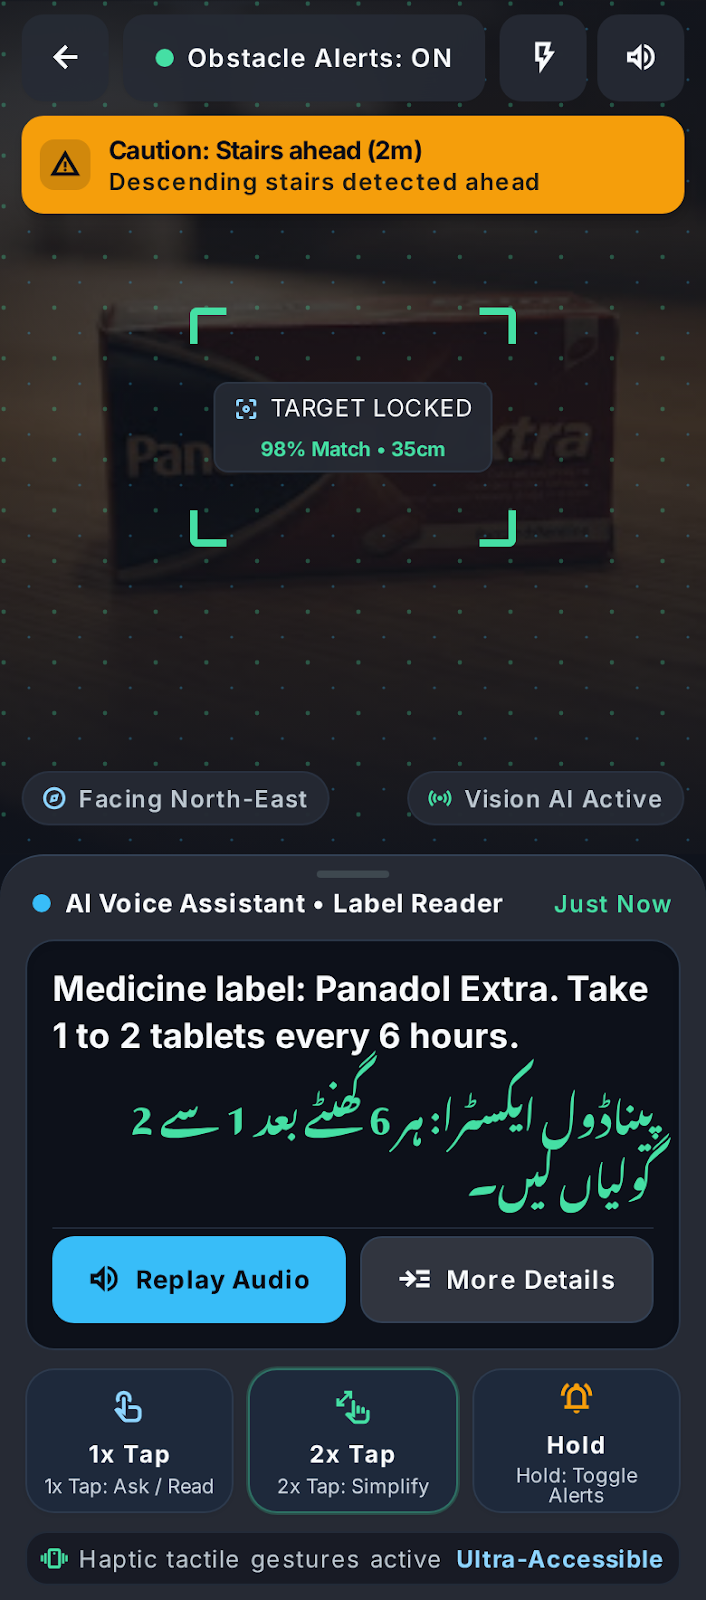 Obstacle Alerts: ON
Caution: Stairs ahead (2m)
Descending stairs detected ahead
TARGET LOCKED
98% Match • 35cm
Pan xtra
Facing North-East
Vision AI Active
AI Voice Assistant • Label Reader
Just Now
Medicine label: Panadol Extra. Take
1 to 2 tablets every 6 hours.
پیناڈول ایکسٹرا: ہر 6 گھنٹے بعد 1 سے 2
گولیاں لیں۔
Replay Audio
More Details
1x Tap
1x Tap: Ask / Read
2x Tap
2x Tap: Simplify
Hold
Hold: Toggle
Alerts
Haptic tactile gestures active
Ultra-Accessible